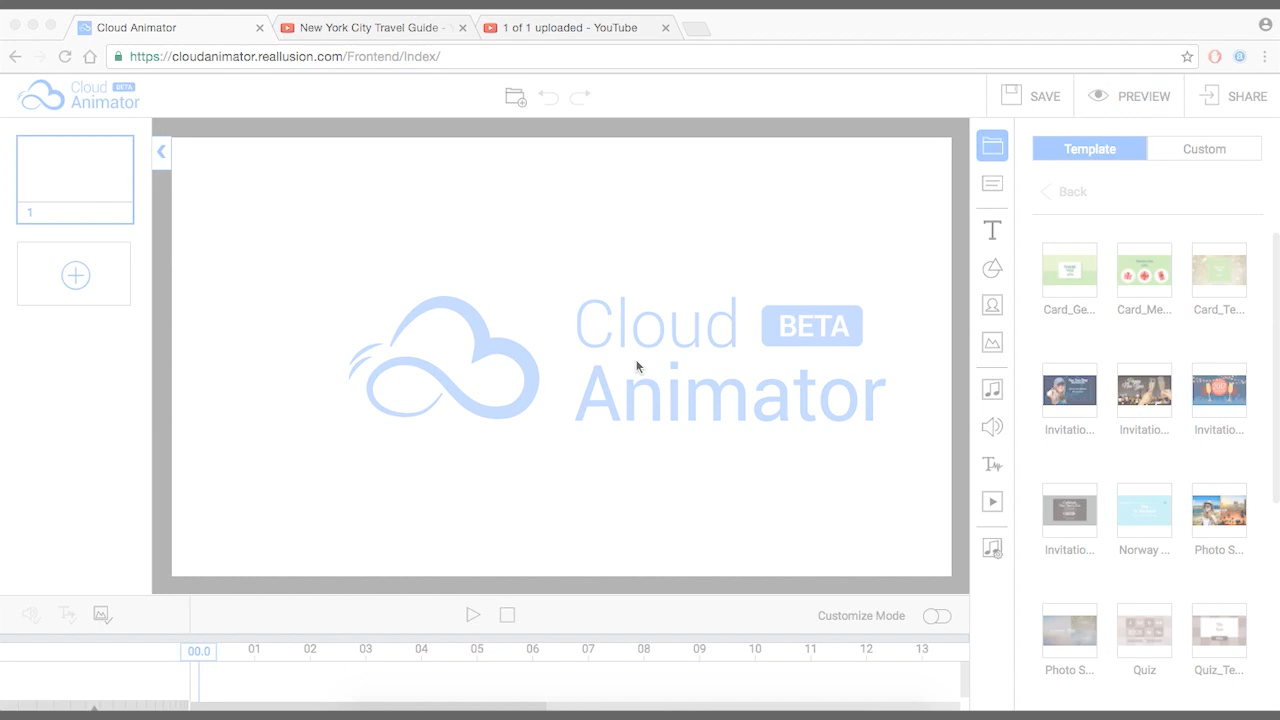 Cloud Animator
New York City Travel Guide -
1 of 1 uploaded - YouTube
https://cloudanimator.reallusion.com/Frontend/Index/
Cloud BETA
Animator
SAVE
PREVIEW
SHARE
1
Cloud BETA
Animator
Template
Custom
Back
Card_Ge...
Card_Me...
Card_Te...
Invitatio...
Invitatio...
Invitatio...
Invitatio...
Norway ...
Photo S...
Photo S...
Quiz
Quiz_Te...
Customize Mode
00.0 01 02 03 04 05 06 07 08 09 10 11 12 13